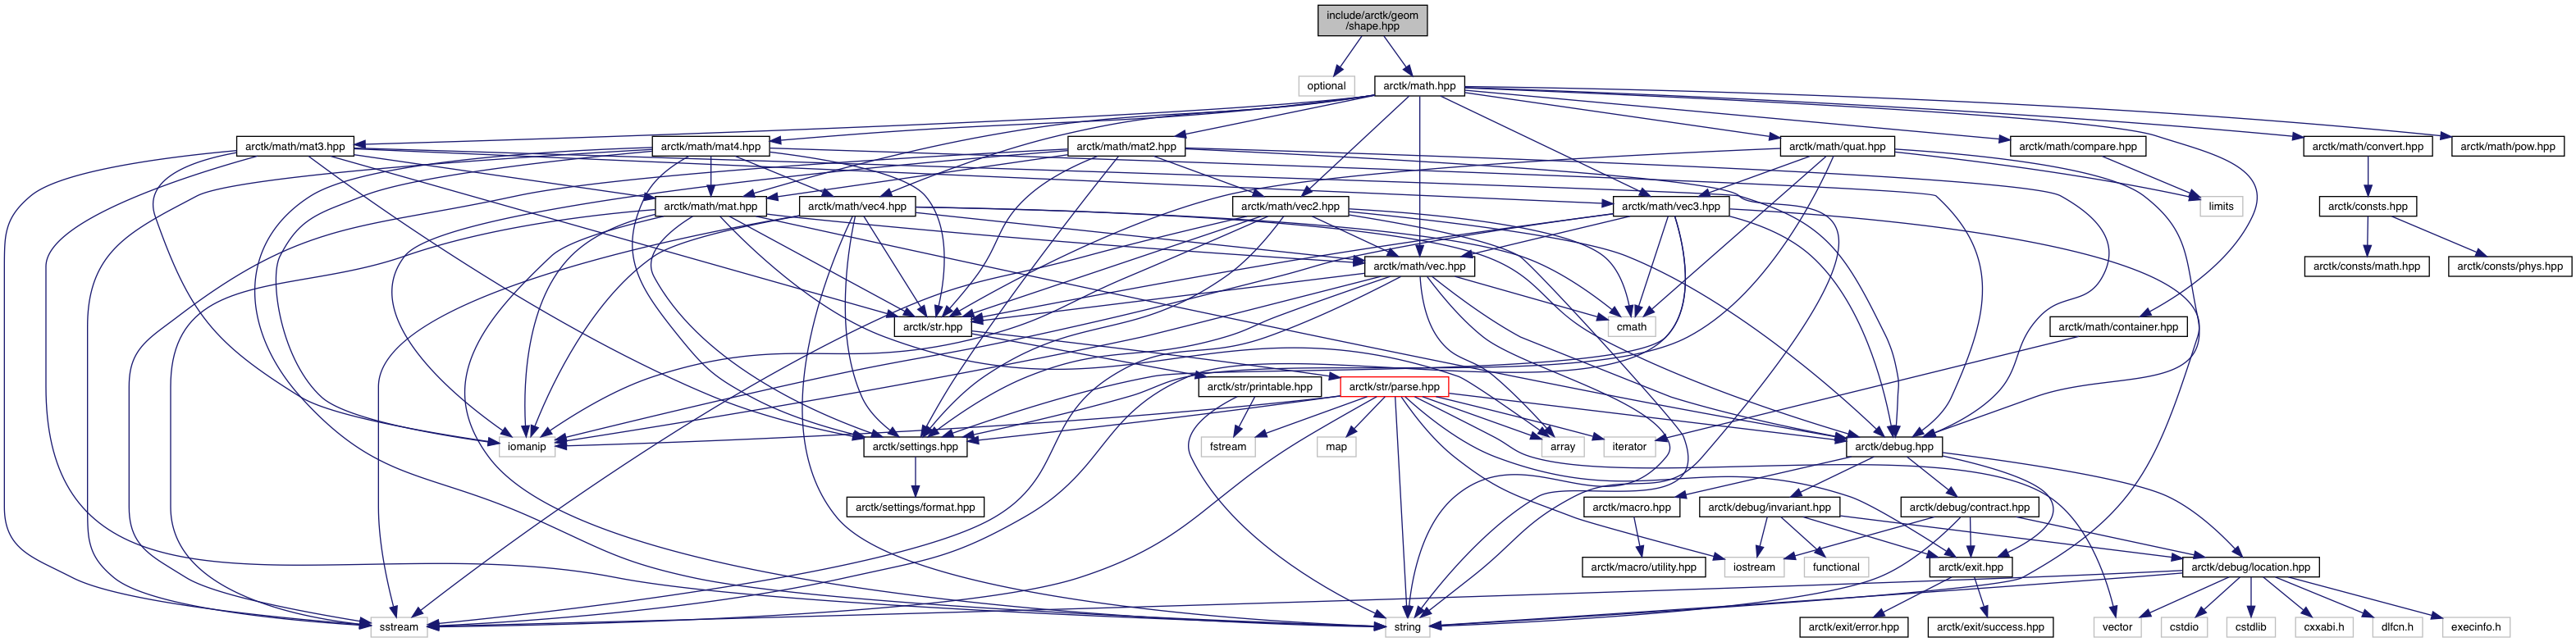 include/arctk/geom
/shape.hpp
optional
arctk/math.hpp
arctk/math/mat3.hpp
arctk/math/mat4.hpp
arctk/math/mat2.hpp
arctk/math/quat.hpp
arctk/math/compare.hpp
arctk/math/convert.hpp
arctk/math/pow.hpp
arctk/math/mat.hpp
arctk/math/vec4.hpp
arctk/math/vec2.hpp
arctk/math/vec3.hpp
limits
arctk/consts.hpp
arctk/math/vec.hpp
arctk/consts/math.hpp
arctk/consts/phys.hpp
arctk/str.hpp
cmath
arctk/math/container.hpp
arctk/str/printable.hpp
arctk/str/parse.hpp
iomanip
arctk/settings.hpp
fstream
map
array
iterator
arctk/debug.hpp
arctk/settings/format.hpp
arctk/macro.hpp
arctk/debug/invariant.hpp
arctk/debug/contract.hpp
arctk/macro/utility.hpp
iostream
functional
arctk/exit.hpp
arctk/debug/location.hpp
sstream
string
arctk/exit/error.hpp
arctk/exit/success.hpp
vector
cstdio
cstdlib
cxxabi.h
dlfcn.h
execinfo.h